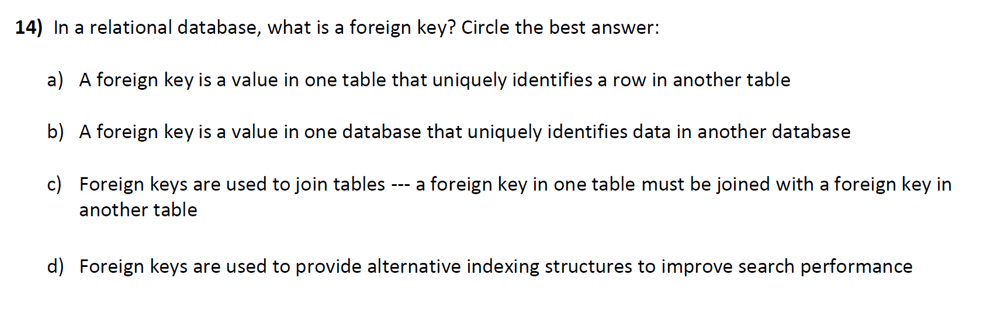 14) In a relational database, what is a foreign key? Circle the best answer:
a) A foreign key is a value in one table that uniquely identifies a row in another table
b) A foreign key is a value in one database that uniquely identifies data in another database
c) Foreign keys are used to join tables --- a foreign key in one table must be joined with a foreign key in
another table
d) Foreign keys are used to provide alternative indexing structures to improve search performance